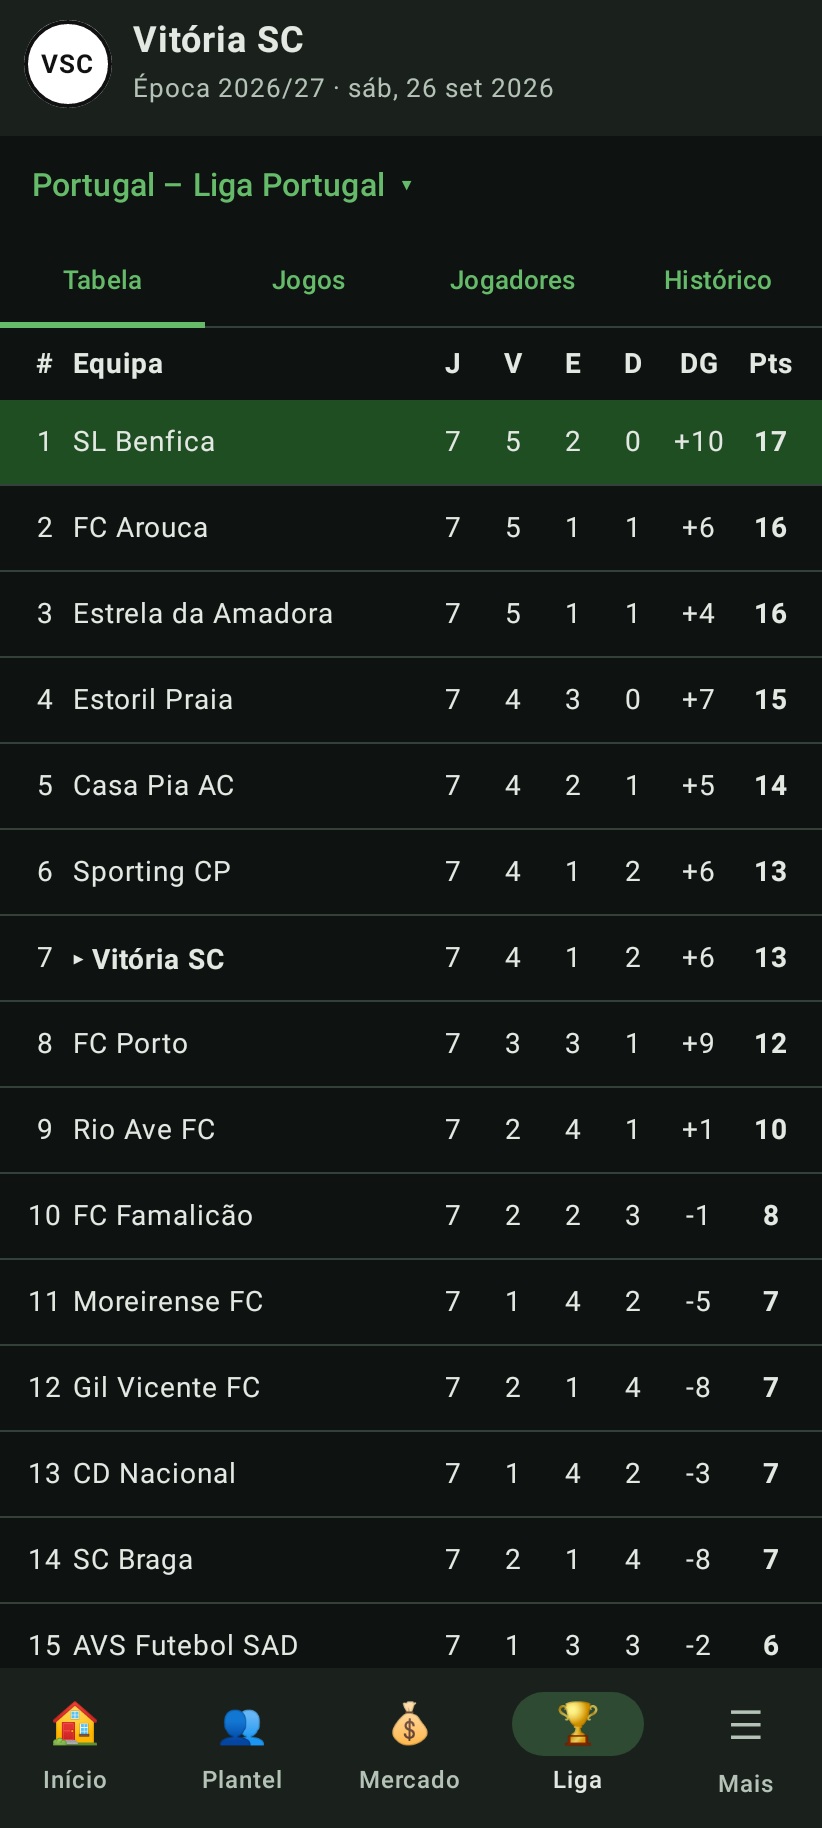 VSC
Vitória SC
Época 2026/27 · sáb, 26 set 2026
Portugal – Liga Portugal ▾
Tabela Jogos Jogadores Histórico
# Equipa J V E D DG Pts
1 SL Benfica 7 5 2 0 +10 17
2 FC Arouca 7 5 1 1 +6 16
3 Estrela da Amadora 7 5 1 1 +4 16
4 Estoril Praia 7 4 3 0 +7 15
5 Casa Pia AC 7 4 2 1 +5 14
6 Sporting CP 7 4 1 2 +6 13
7 ▸ Vitória SC 7 4 1 2 +6 13
8 FC Porto 7 3 3 1 +9 12
9 Rio Ave FC 7 2 4 1 +1 10
10 FC Famalicão 7 2 2 3 -1 8
11 Moreirense FC 7 1 4 2 -5 7
12 Gil Vicente FC 7 2 1 4 -8 7
13 CD Nacional 7 1 4 2 -3 7
14 SC Braga 7 2 1 4 -8 7
15 AVS Futebol SAD 7 1 3 3 -2 6
Início Plantel Mercado Liga Mais